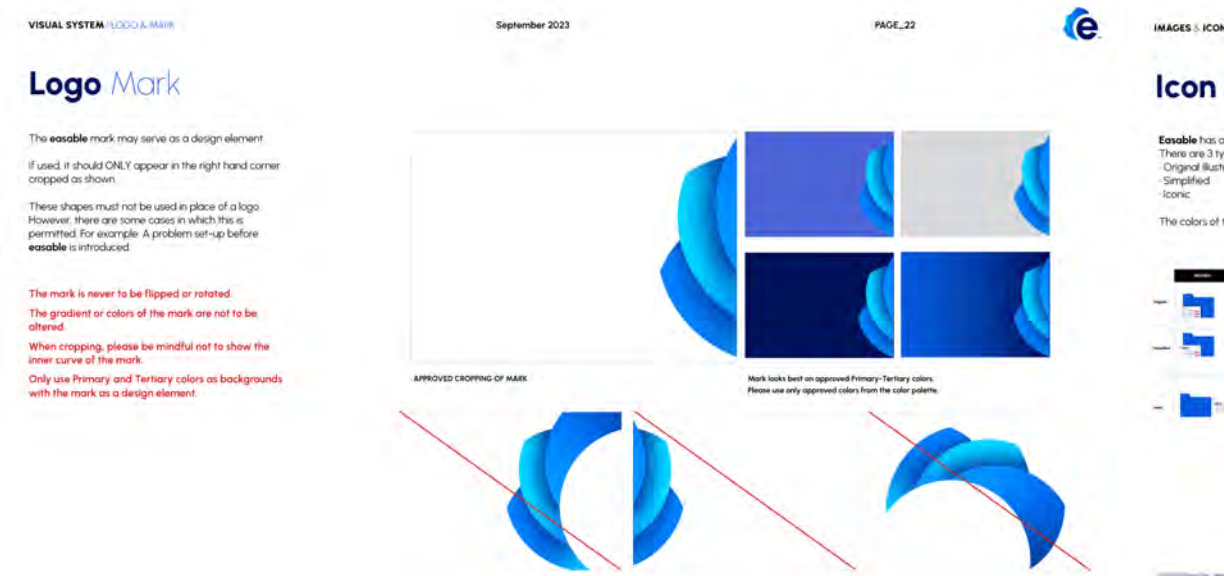 VISUAL SYSTEM / LOGO & MARK
September 2023
PAGE_22
e
Logo Mark
The easable mark may serve as a design element.
If used, it should ONLY appear in the right hand corner
cropped as shown.
These shapes must not be used in place of a logo.
However, there are some cases in which this is
permitted. For example: A problem set-up before
easable is introduced.
The mark is never to be flipped or rotated.
The gradient or colors of the mark are not to be
altered.
When cropping, please be mindful not to show the
inner curve of the mark.
Only use Primary and Tertiary colors as backgrounds
with the mark as a design element.
APPROVED CROPPING OF MARK
Mark looks best on approved Primary-Tertiary colors.
Please use only approved colors from the color palette.
IMAGES & ICON
Icon
Easable has a
There are 3 ty
· Original Illust
· Simplified
· Iconic
The colors of t